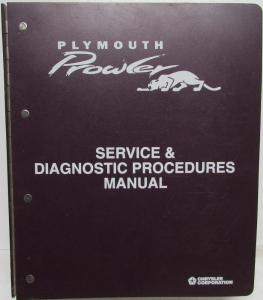 PLYMOUTH
Prowler
SERVICE &
DIAGNOSTIC PROCEDURES
MANUAL
CHRYSLER
CORPORATION